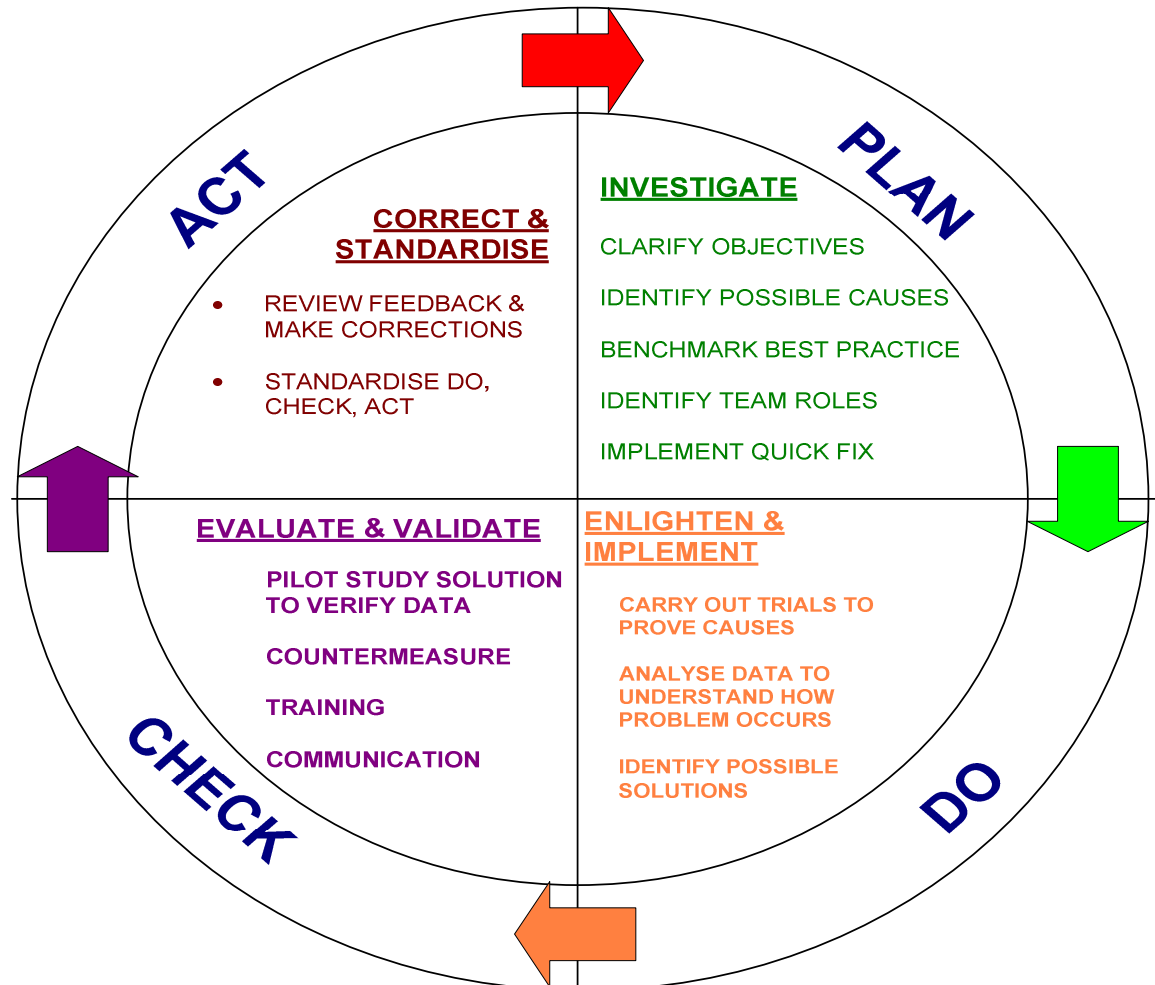 PLAN
INVESTIGATE
CLARIFY OBJECTIVES
IDENTIFY POSSIBLE CAUSES
BENCHMARK BEST PRACTICE
IDENTIFY TEAM ROLES
IMPLEMENT QUICK FIX
DO
ENLIGHTEN &
IMPLEMENT
CARRY OUT TRIALS TO
PROVE CAUSES
ANALYSE DATA TO
UNDERSTAND HOW
PROBLEM OCCURS
IDENTIFY POSSIBLE
SOLUTIONS
CHECK
EVALUATE & VALIDATE
PILOT STUDY SOLUTION
TO VERIFY DATA
COUNTERMEASURE
TRAINING
COMMUNICATION
ACT
CORRECT &
STANDARDISE
• REVIEW FEEDBACK &
MAKE CORRECTIONS
• STANDARDISE DO,
CHECK, ACT